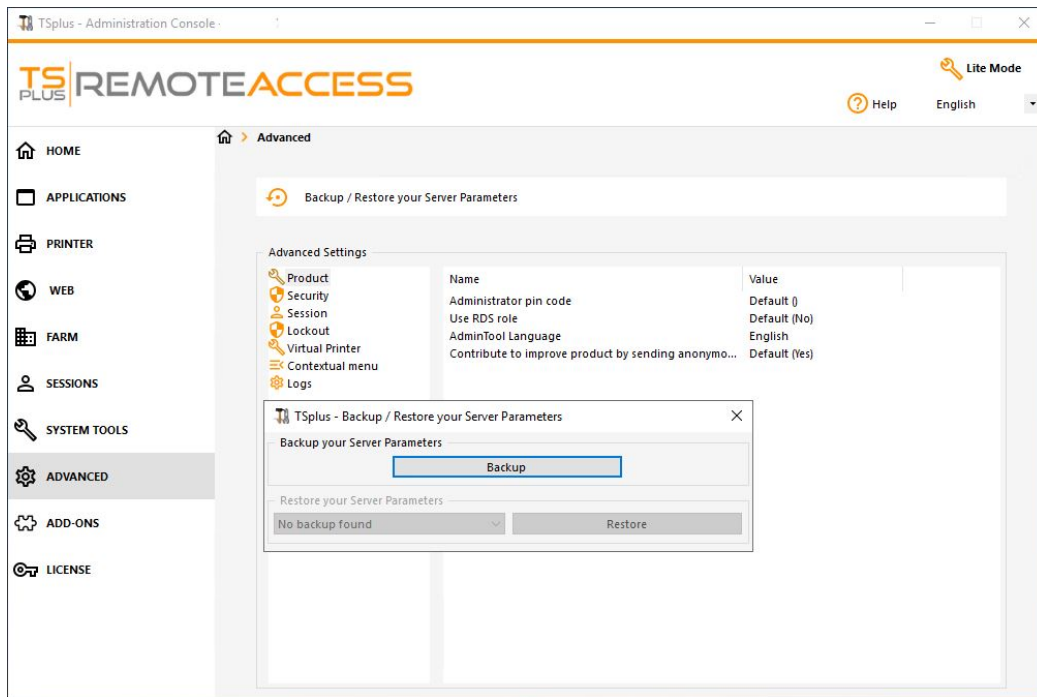 TSplus - Administration Console -
TS PLUS REMOTEACCESS
Lite Mode
Help English
HOME
APPLICATIONS
PRINTER
WEB
FARM
SESSIONS
SYSTEM TOOLS
ADVANCED
ADD-ONS
LICENSE
Advanced
Backup / Restore your Server Parameters
Advanced Settings
Product
Security
Session
Lockout
Virtual Printer
Contextual menu
Logs
Name Value
Administrator pin code Default ()
Use RDS role Default (No)
AdminTool Language English
Contribute to improve product by sending anonymo... Default (Yes)
TSplus - Backup / Restore your Server Parameters
Backup your Server Parameters
Backup
Restore your Server Parameters
No backup found Restore